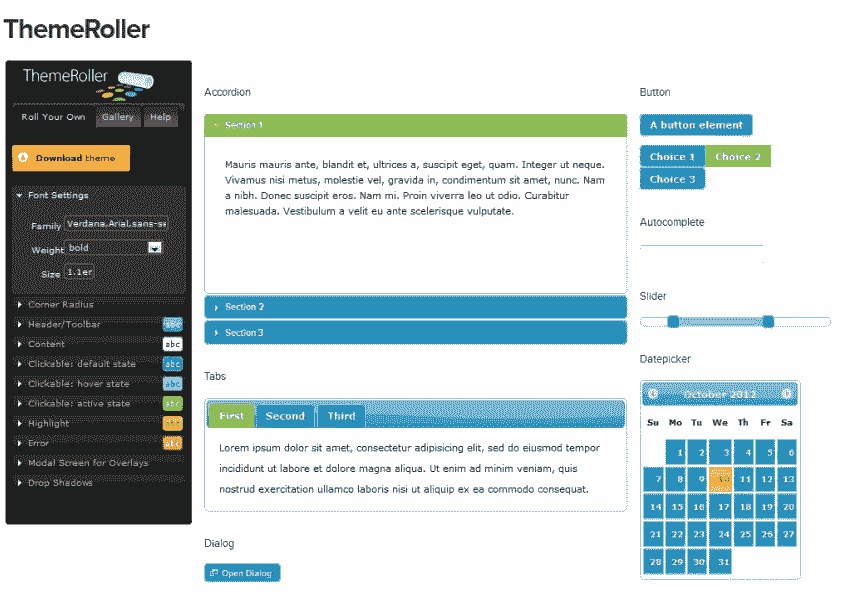 ThemeRoller
ThemeRoller
Roll Your Own Gallery Help
Download theme
Font Settings
Family Verdana,Arial,sans-se
Weight bold
Size 1.1er
Corner Radius
Header/Toolbar abc
Content abc
Clickable: default state abc
Clickable: hover state abc
Clickable: active state abc
Highlight abc
Error abc
Modal Screen for Overlays
Drop Shadows
Accordion
Section 1
Mauris mauris ante, blandit et, ultrices a, suscipit eget, quam. Integer ut neque.
Vivamus nisi metus, molestie vel, gravida in, condimentum sit amet, nunc. Nam
a nibh. Donec suscipit eros. Nam mi. Proin viverra leo ut odio. Curabitur
malesuada. Vestibulum a velit eu ante scelerisque vulputate.
Section 2
Section 3
Tabs
First Second Third
Lorem ipsum dolor sit amet, consectetur adipisicing elit, sed do eiusmod tempor
incididunt ut labore et dolore magna aliqua. Ut enim ad minim veniam, quis
nostrud exercitation ullamco laboris nisi ut aliquip ex ea commodo consequat.
Dialog
Open Dialog
Button
A button element
Choice 1 Choice 2
Choice 3
Autocomplete
Slider
Datepicker
October 2012
Su Mo Tu We Th Fr Sa
1 2 3 4 5 6
7 8 9 10 11 12 13
14 15 16 17 18 19 20
21 22 23 24 25 26 27
28 29 30 31